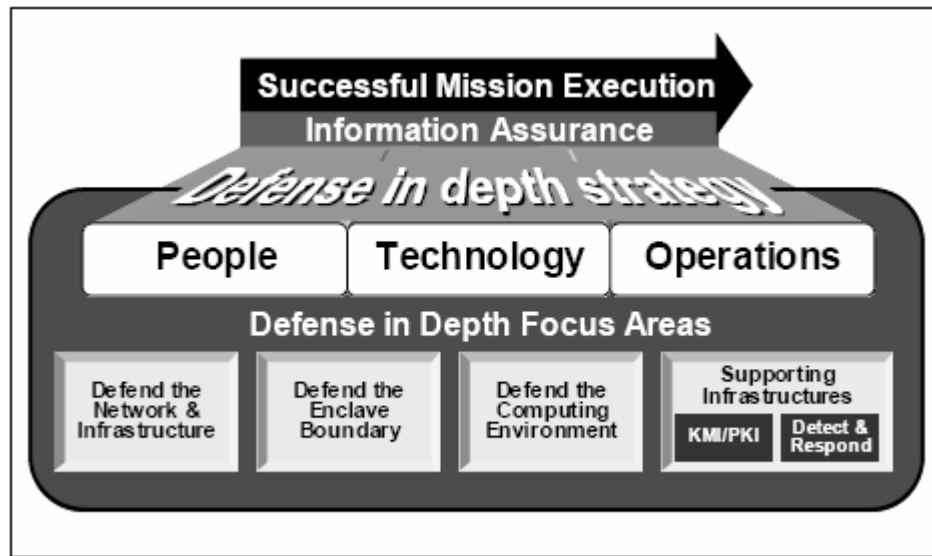 Successful Mission Execution
Information Assurance
Defense in depth strategy
People
Technology
Operations
Defense in Depth Focus Areas
Defend the
Network &
Infrastructure
Defend the
Enclave
Boundary
Defend the
Computing
Environment
Supporting
Infrastructures
KMI/PKI
Detect &
Respond